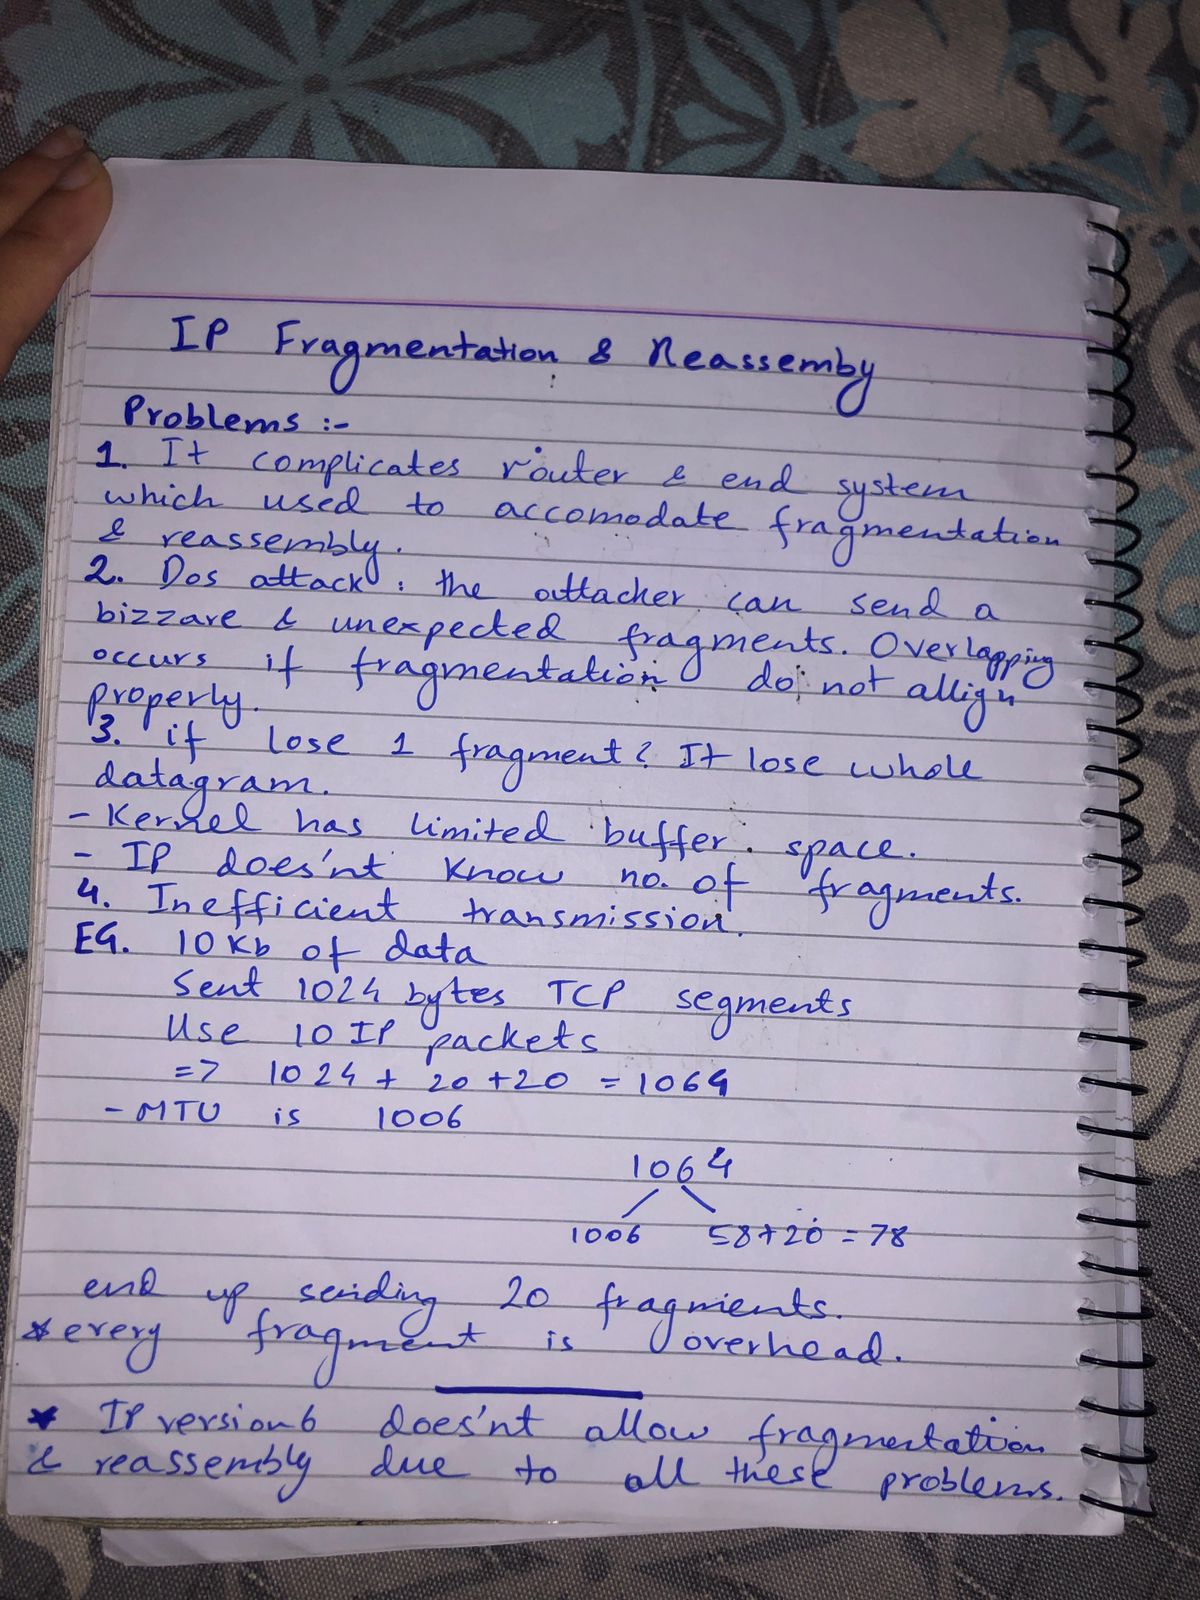 IP Fragmentation & Reassemby
Problems :-
1. It complicates router & end system
which used to accomodate fragmentation
& reassembly.
2. Dos attack : the attacker can send a
bizzare & unexpected fragments. Overlapping
occurs if fragmentation do not allign
properly.
3. if lose 1 fragment? It lose whole
datagram.
- Kernel has limited buffer space.
- IP does'nt know no. of fragments.
4. Inefficient transmission.
EG. 10 Kb of data
Sent 1024 bytes TCP segments
Use 10 IP packets
=> 1024 + 20 + 20 = 1064
- MTU is 1006
1064
1006 58+20 = 78
end up sending 20 fragments.
* every fragment is overhead.
* IP version 6 does'nt allow fragmentation
& reassembly due to all these problems.